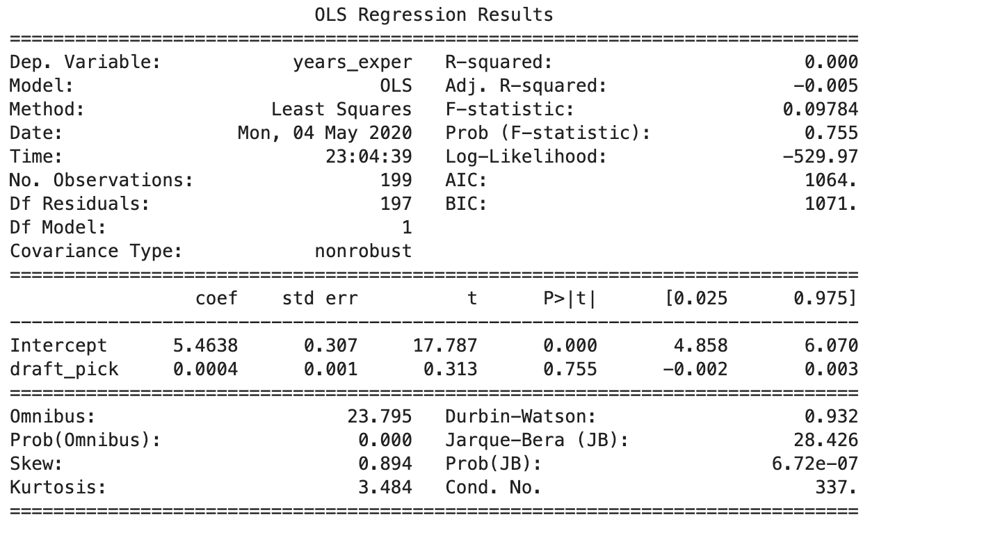 OLS Regression Results
==============================================================================
Dep. Variable:            years_exper   R-squared:                       0.000
Model:                            OLS   Adj. R-squared:                 -0.005
Method:                 Least Squares   F-statistic:                   0.09784
Date:                Mon, 04 May 2020   Prob (F-statistic):              0.755
Time:                        23:04:39   Log-Likelihood:                -529.97
No. Observations:                 199   AIC:                             1064.
Df Residuals:                     197   BIC:                             1071.
Df Model:                           1
Covariance Type:            nonrobust
==============================================================================
                 coef    std err          t      P>|t|      [0.025      0.975]
------------------------------------------------------------------------------
Intercept      5.4638      0.307     17.787      0.000       4.858       6.070
draft_pick     0.0004      0.001      0.313      0.755      -0.002       0.003
==============================================================================
Omnibus:                       23.795   Durbin-Watson:                   0.932
Prob(Omnibus):                  0.000   Jarque-Bera (JB):               28.426
Skew:                           0.894   Prob(JB):                     6.72e-07
Kurtosis:                       3.484   Cond. No.                         337.
==============================================================================